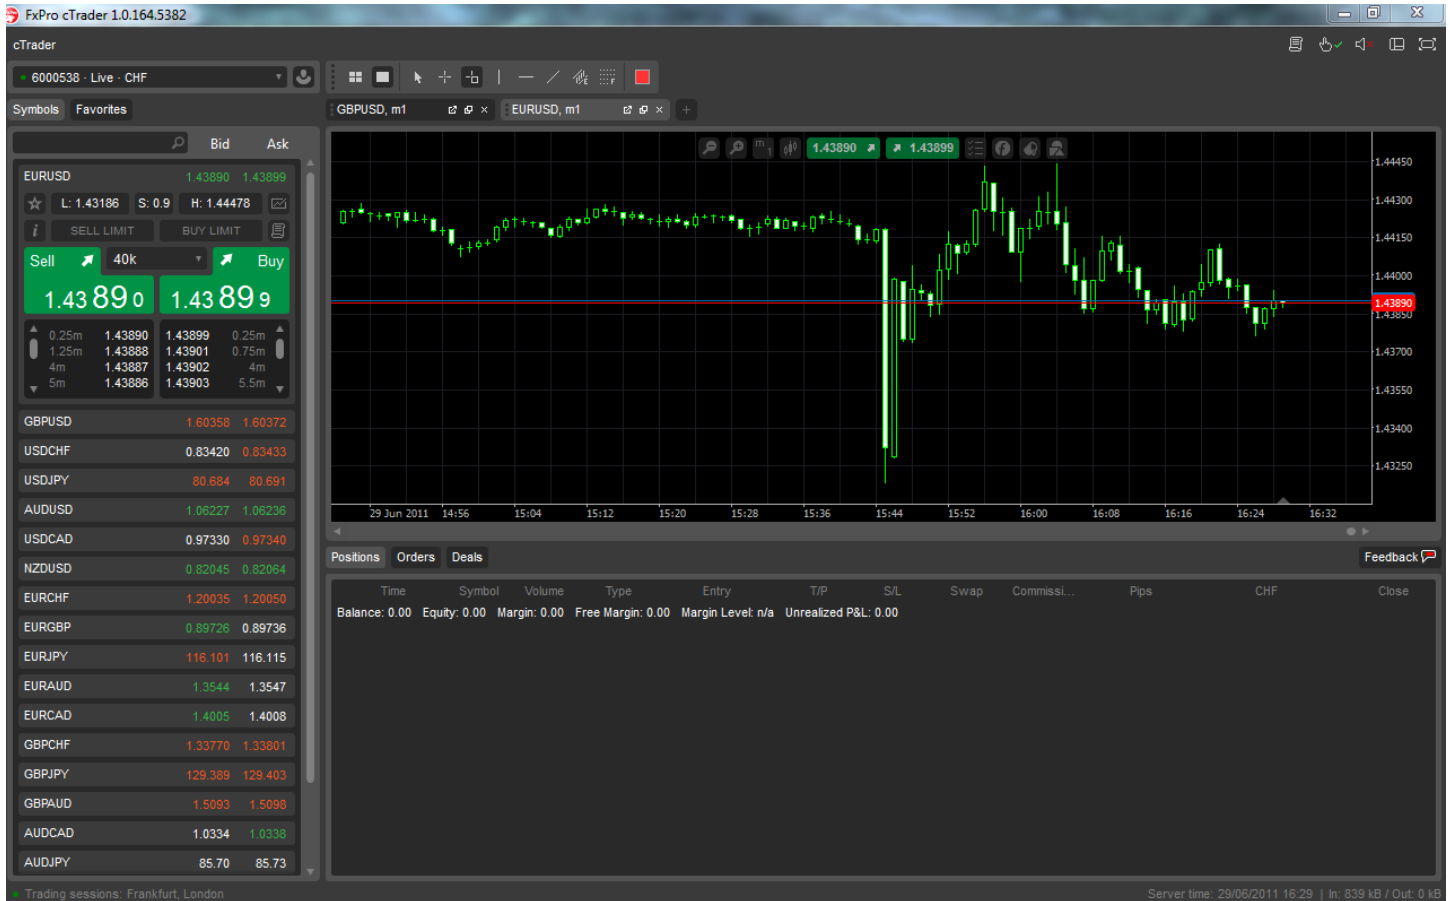 FxPro cTrader 1.0.164.5382
cTrader
6000538 · Live · CHF
Symbols Favorites
GBPUSD, m1 EURUSD, m1
Bid Ask
EURUSD 1.43890 1.43899
L: 1.43186 S: 0.9 H: 1.44478
i SELL LIMIT BUY LIMIT
Sell 40k Buy
1.43 89 0 1.43 89 9
0.25m 1.43890 1.43899 0.25m
1.25m 1.43888 1.43901 0.75m
4m 1.43887 1.43902 4m
5m 1.43886 1.43903 5.5m
GBPUSD 1.60358 1.60372
USDCHF 0.83420 0.83433
USDJPY 80.684 80.691
AUDUSD 1.06227 1.06236
USDCAD 0.97330 0.97340
NZDUSD 0.82045 0.82064
EURCHF 1.20035 1.20050
EURGBP 0.89726 0.89736
EURJPY 116.101 116.115
EURAUD 1.3544 1.3547
EURCAD 1.4005 1.4008
GBPCHF 1.33770 1.33801
GBPJPY 129.389 129.403
GBPAUD 1.5093 1.5098
AUDCAD 1.0334 1.0338
AUDJPY 85.70 85.73
m1 1.43890 1.43899
1.44450
1.44300
1.44150
1.44000
1.43890
1.43850
1.43700
1.43550
1.43400
1.43250
29 Jun 2011 14:56 15:04 15:12 15:20 15:28 15:36 15:44 15:52 16:00 16:08 16:16 16:24 16:32
Positions Orders Deals Feedback
Time Symbol Volume Type Entry T/P S/L Swap Commissi... Pips CHF Close
Balance: 0.00 Equity: 0.00 Margin: 0.00 Free Margin: 0.00 Margin Level: n/a Unrealized P&L: 0.00
Trading sessions: Frankfurt, London
Server time: 29/06/2011 16:29 | In: 839 kB / Out: 0 kB